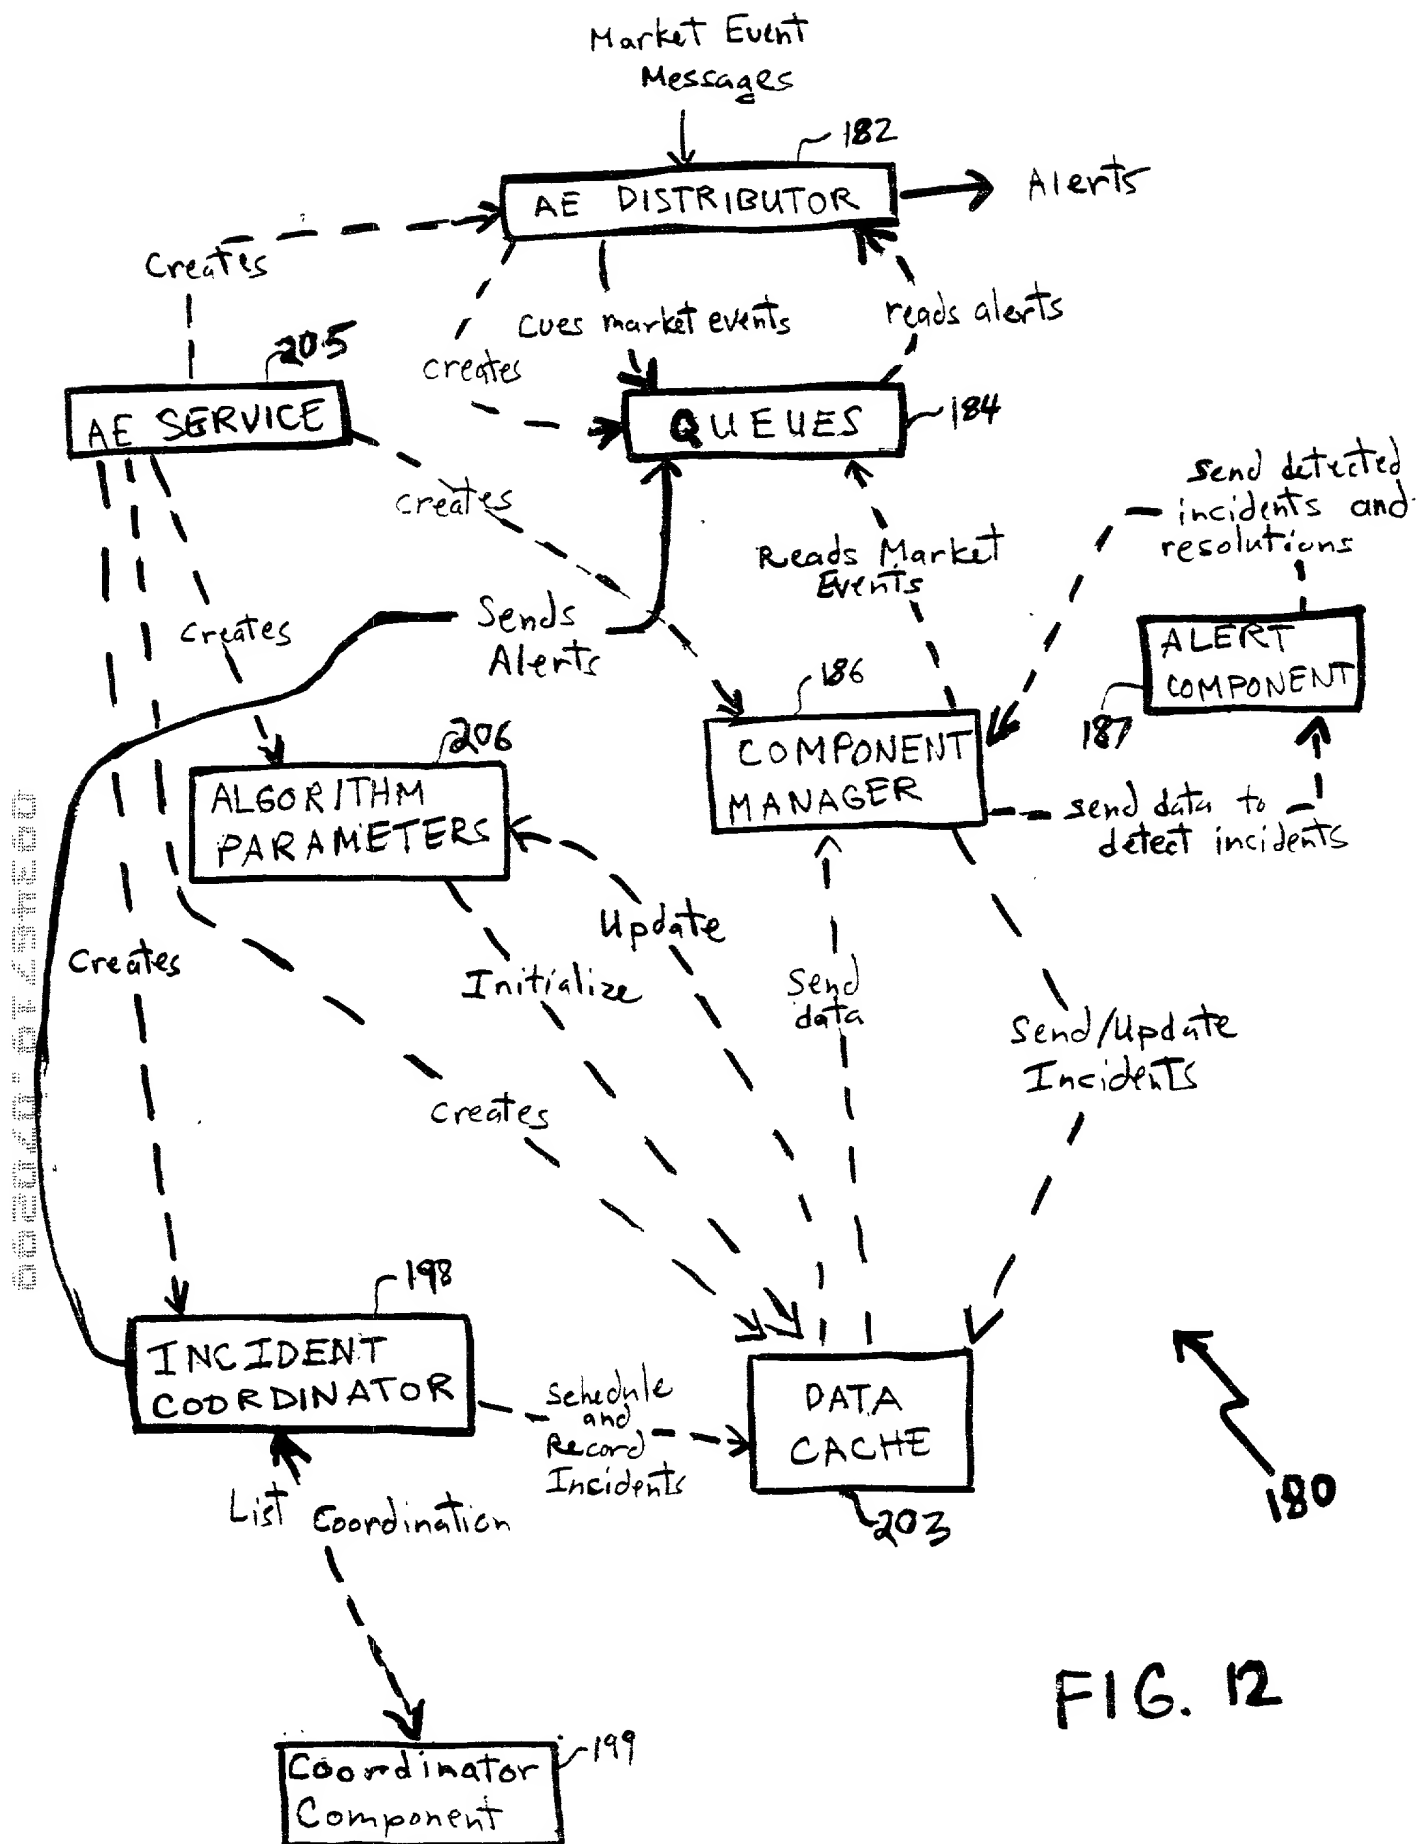 Market Event
Messages
182
AE DISTRIBUTOR
Alerts
Creates
Cues market events
reads alerts
creates
205
AE SERVICE
QUEUES
184
creates
Send detected
incidents and
resolutions
Reads Market
Events
Creates
Sends
Alerts
ALERT
COMPONENT
187
186
COMPONENT
MANAGER
206
ALGORITHM
PARAMETERS
send data to
detect incidents
Update
Creates
Initialize
Send
data
Send/Update
Incidents
creates
198
INCIDENT
COORDINATOR
Schedule
and
Record
Incidents
DATA
CACHE
203
180
List Coordination
FIG. 12
199
Coordinator
Component